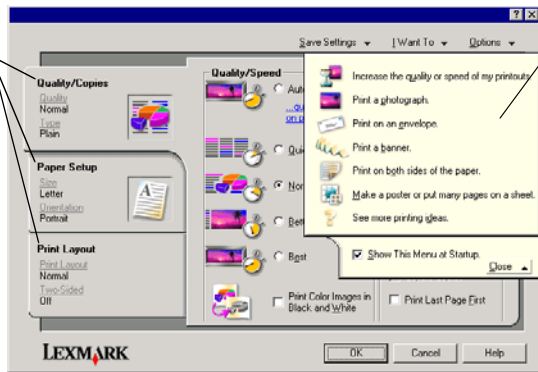 Save Settings
I Want To
Options
Quality/Copies
Quality
Normal
Type
Plain
Paper Setup
Size
Letter
Orientation
Portrait
Print Layout
Print Layout
Normal
Two-Sided
Off
Quality/Speed
Best
Print Color Images in
Black and White
Increase the quality or speed of my printouts.
Print a photograph.
Print on an envelope.
Print a banner.
Print on both sides of the paper.
Make a poster or put many pages on a sheet.
See more printing ideas.
Show This Menu at Startup.
Close
Print Last Page First
LEXMARK
OK
Cancel
Help